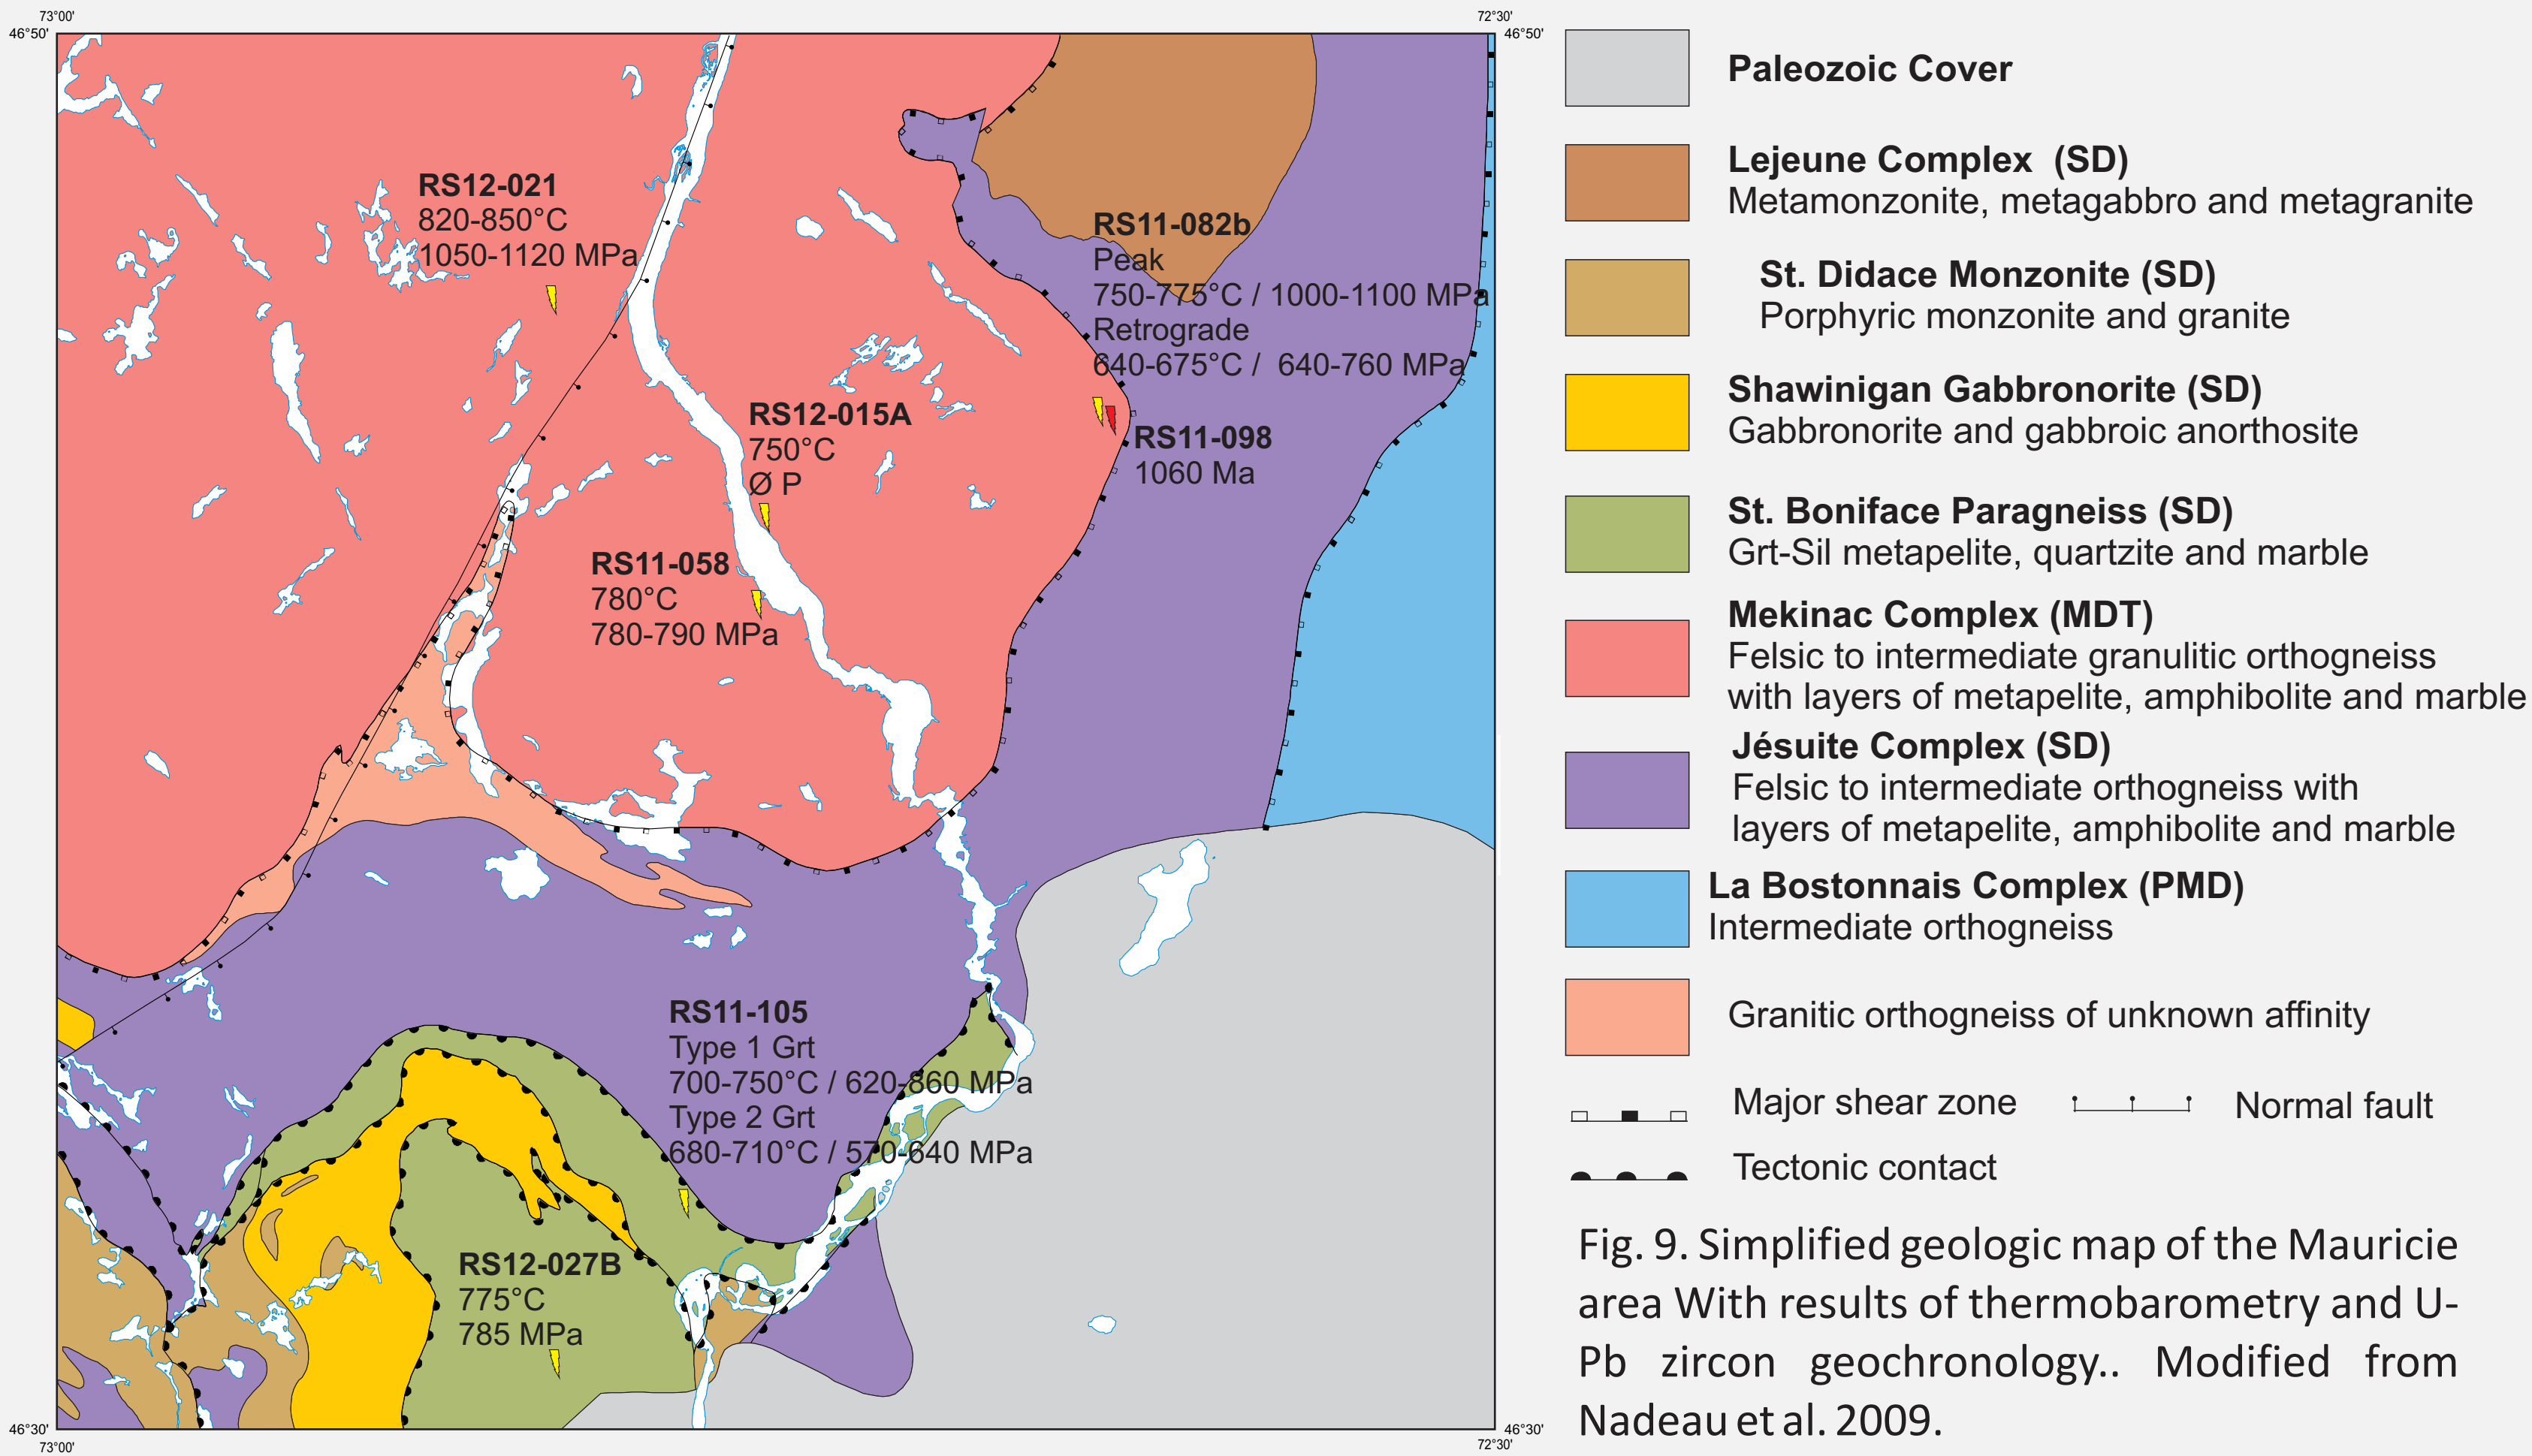 73°00'
72°30'
46°50'
46°50'
RS12-021
820-850°C
1050-1120 MPa
RS11-082b
Peak
750-775°C / 1000-1100 MPa
Retrograde
640-675°C /  640-760 MPa
RS12-015A
750°C
Ø P
RS11-098
1060 Ma
RS11-058
780°C
780-790 MPa
RS11-105
Type 1 Grt
700-750°C / 620-860 MPa
Type 2 Grt
680-710°C / 570-640 MPa
RS12-027B
775°C
785 MPa
46°30'
46°30'
73°00'
72°30'
Paleozoic Cover
Lejeune Complex  (SD)
Metamonzonite, metagabbro and metagranite
St. Didace Monzonite (SD)
Porphyric monzonite and granite
Shawinigan Gabbronorite (SD)
Gabbronorite and gabbroic anorthosite
St. Boniface Paragneiss (SD)
Grt-Sil metapelite, quartzite and marble
Mekinac Complex (MDT)
Felsic to intermediate granulitic orthogneiss
with layers of metapelite, amphibolite and marble
Jésuite Complex (SD)
Felsic to intermediate orthogneiss with
layers of metapelite, amphibolite and marble
La Bostonnais Complex (PMD)
Intermediate orthogneiss
Granitic orthogneiss of unknown affinity
Major shear zone
Normal fault
Tectonic contact
Fig. 9. Simplified geologic map of the Mauricie
area With results of thermobarometry and U-
Pb zircon geochronology.. Modified from
Nadeau et al. 2009.